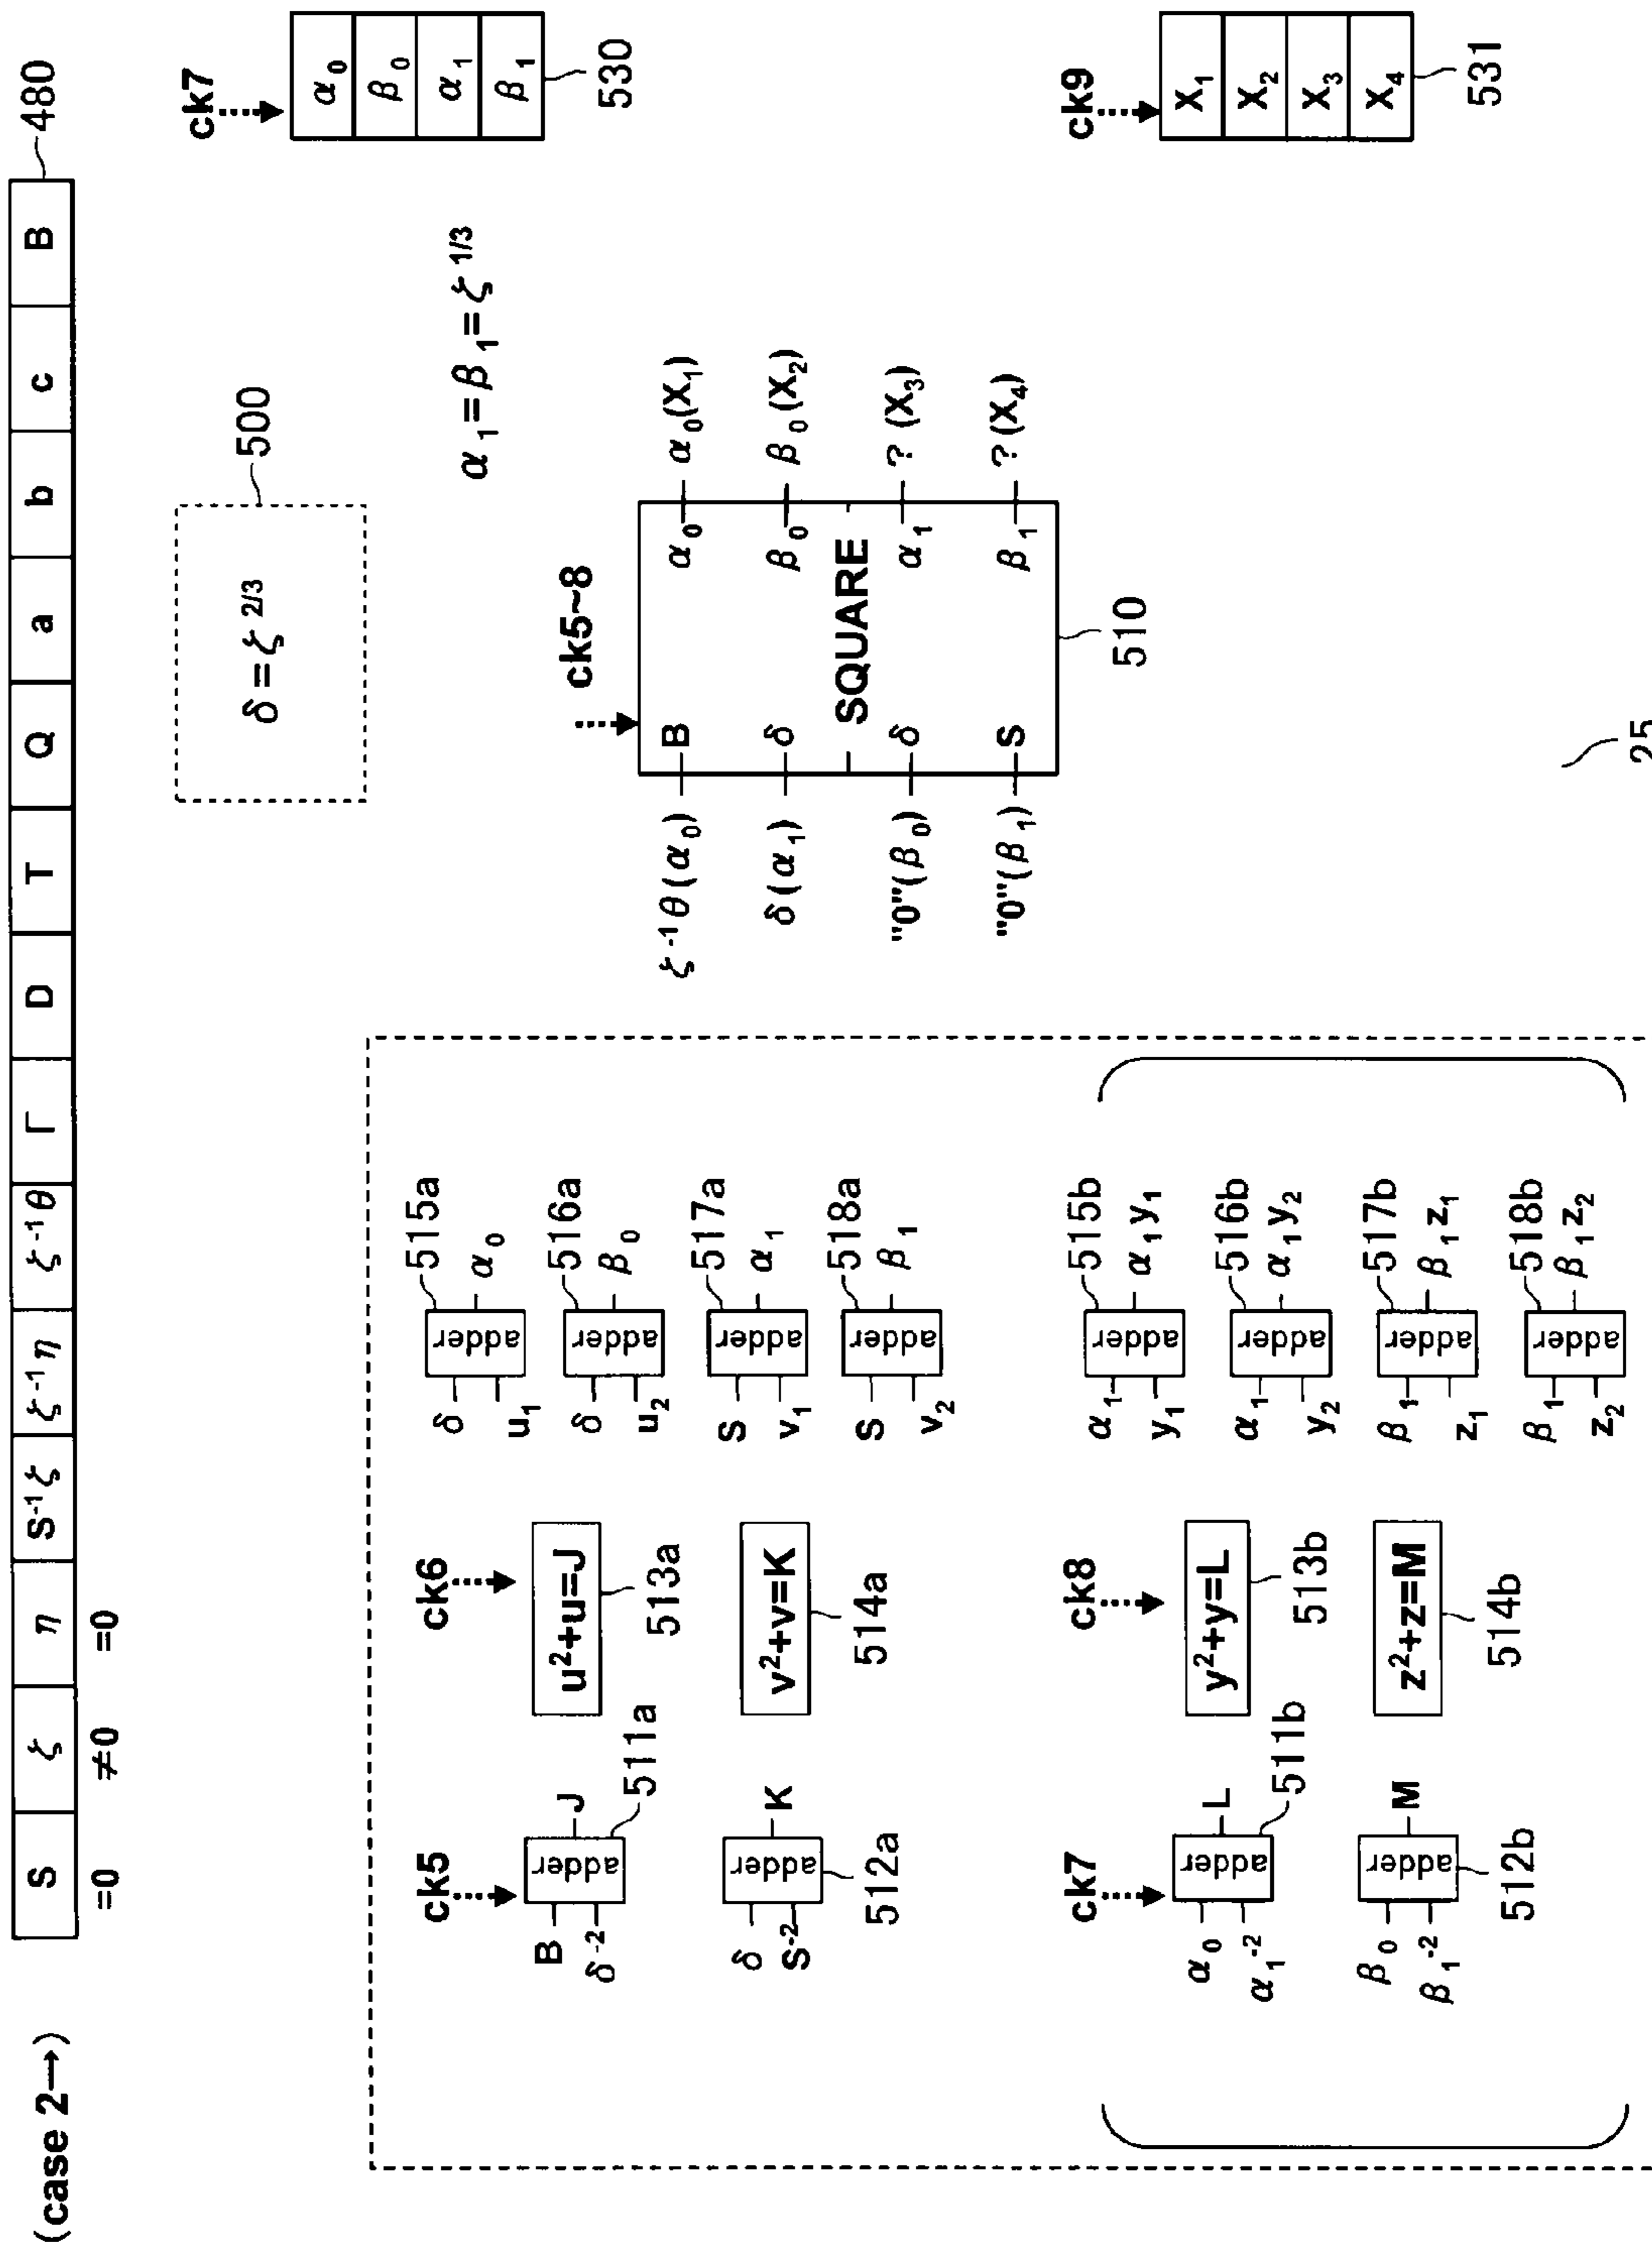 (case 2→)
S ζ η S⁻¹ζ ζ⁻¹η ζ⁻¹θ Γ D T Q a b c B
480
=0 ≠0 =0
δ=ζ^2/3
500
ck7
α₀
β₀
α₁
β₁
530
α₁=β₁=ζ^1/3
ck5~8
ζ⁻¹θ(α₀) B α₀ α₀(X₁)
δ(α₁) δ β₀ β₀(X₂)
SQUARE
"0"(β₀) δ α₁ ?(X₃)
"0"(β₁) S β₁ ?(X₄)
510
ck9
X₁
X₂
X₃
X₄
531
ck5
B
δ⁻²
adder
J
511a
δ
S⁻²
adder
K
512a
ck6
u²+u=J
513a
v²+v=K
514a
δ
u₁
adder
α₀
515a
δ
u₂
adder
β₀
516a
S
v₁
adder
α₁
517a
S
v₂
adder
β₁
518a
ck7
α₀
α₁⁻²
adder
L
511b
β₀
β₁⁻²
adder
M
512b
ck8
y²+y=L
513b
z²+z=M
514b
α₁
y₁
adder
α₁y₁
515b
α₁
y₂
adder
α₁y₂
516b
β₁
z₁
adder
β₁z₁
517b
β₁
z₂
adder
β₁z₂
518b
25